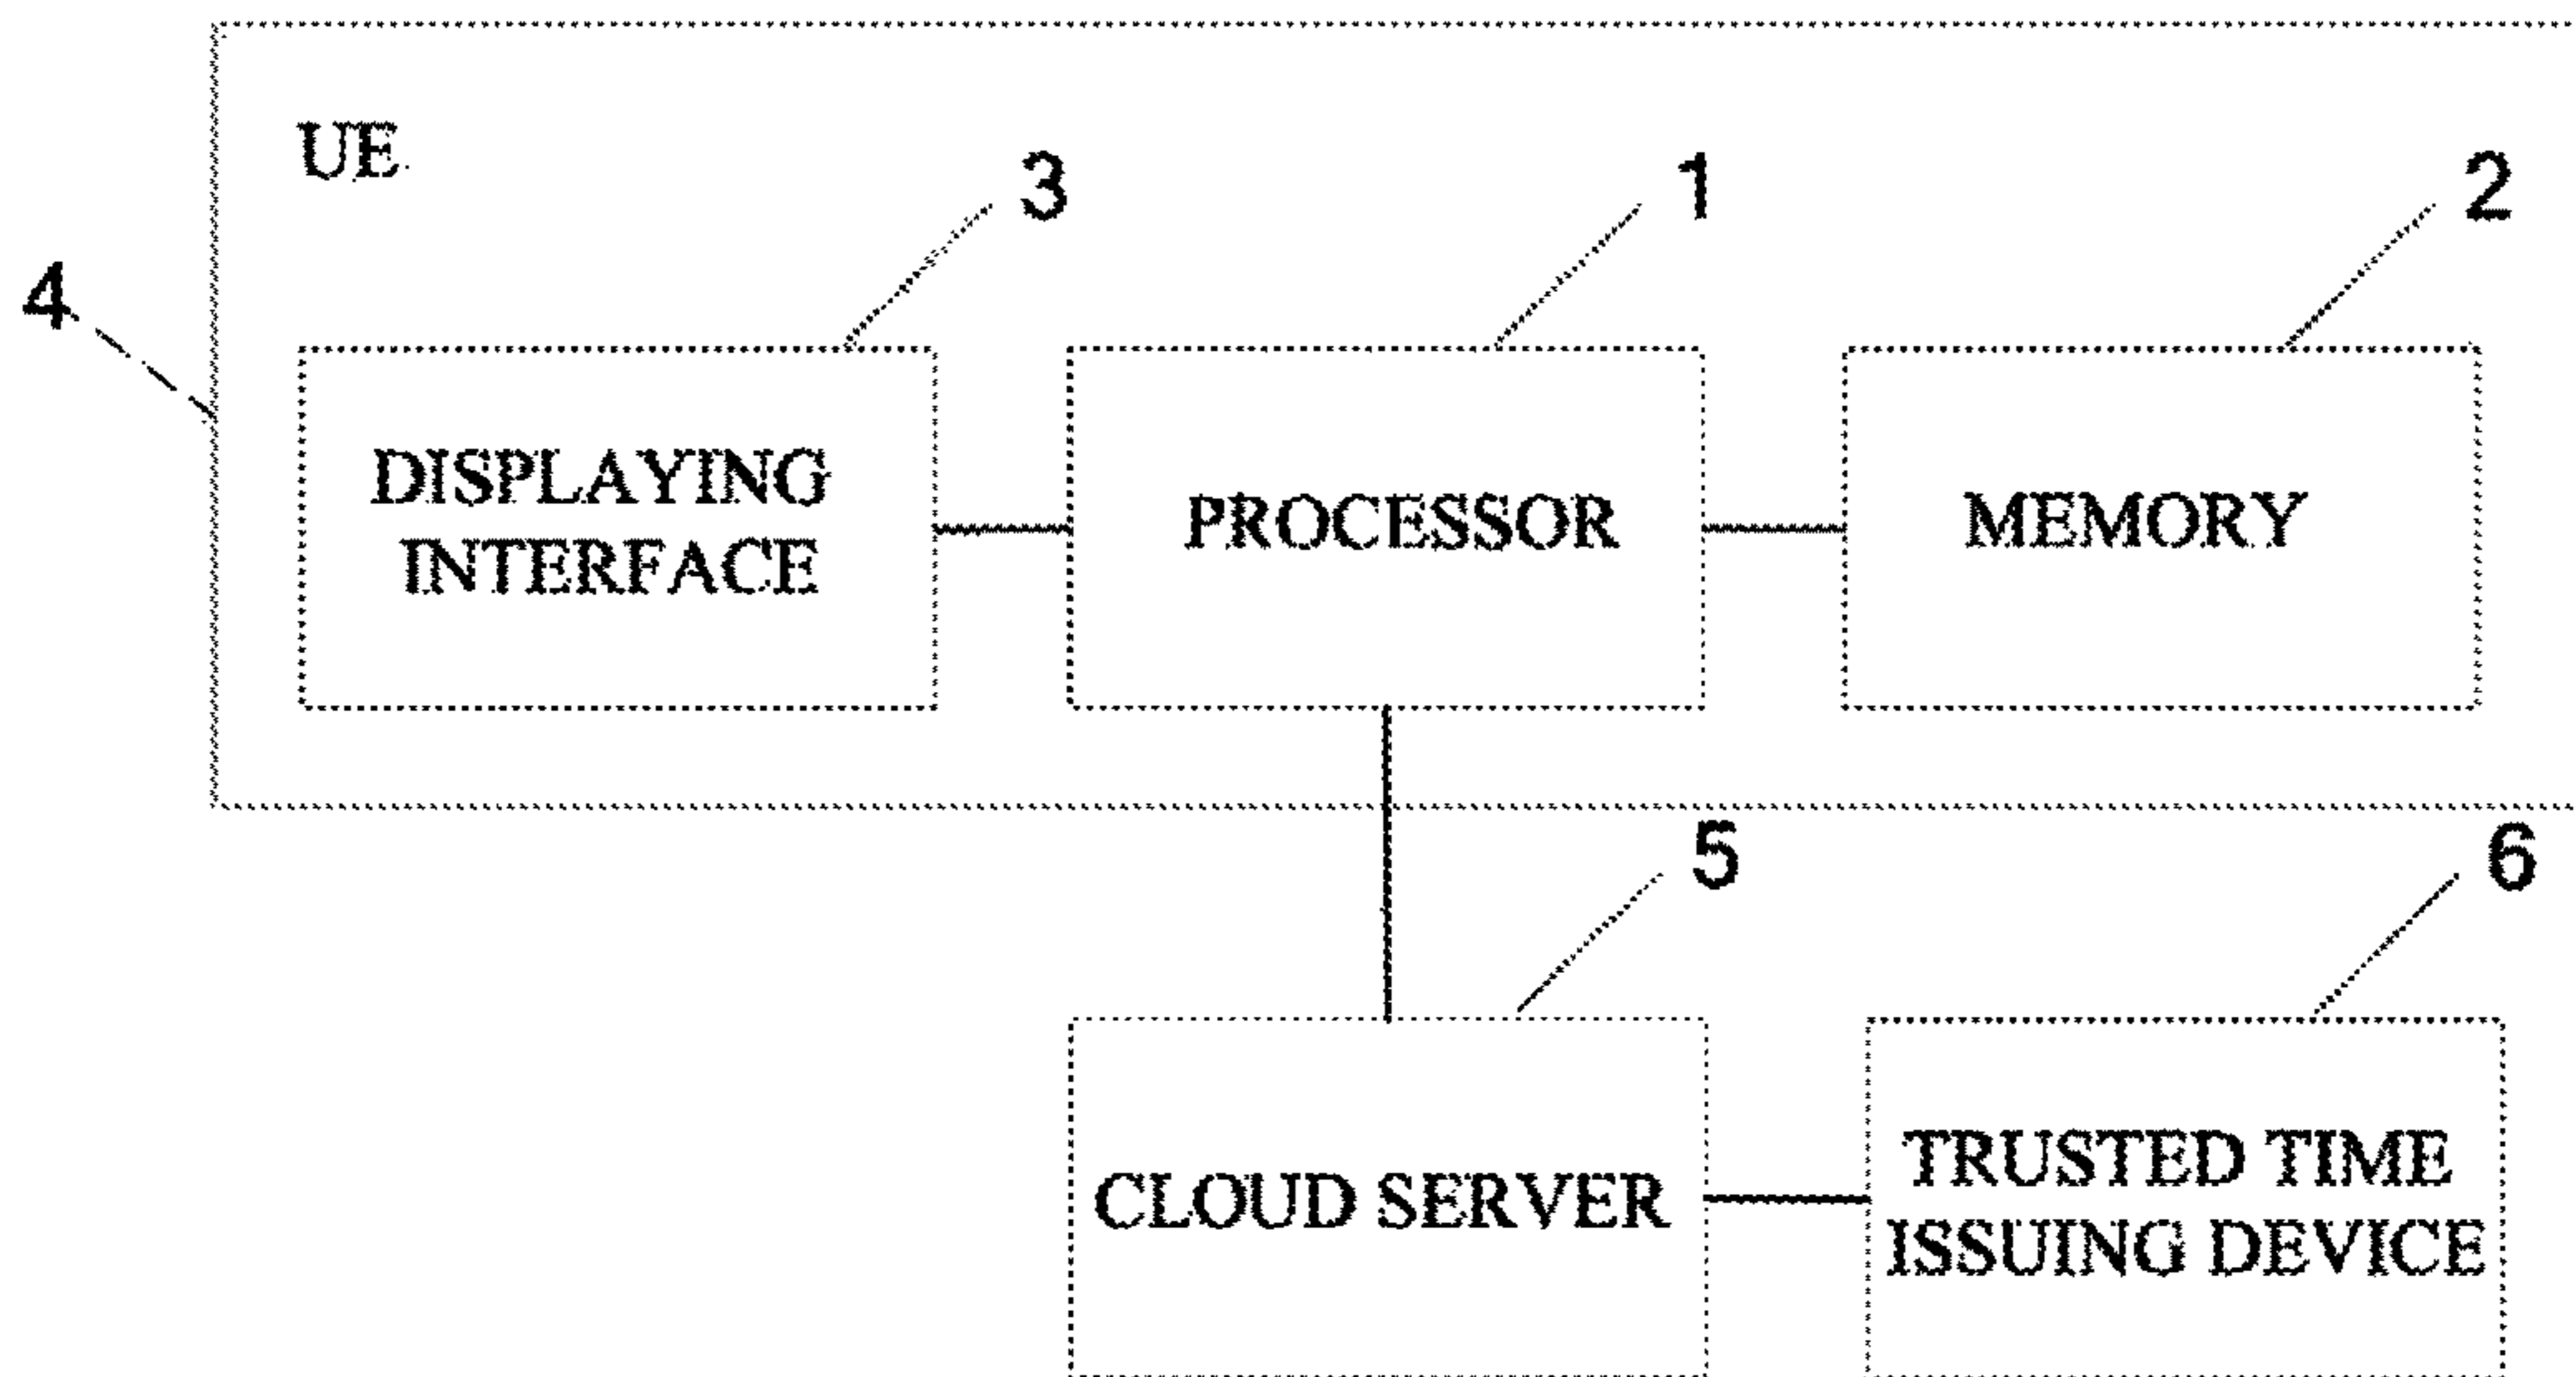 UE
3
1
2
4
DISPLAYING
INTERFACE
PROCESSOR
MEMORY
5
6
CLOUD SERVER
TRUSTED TIME
ISSUING DEVICE